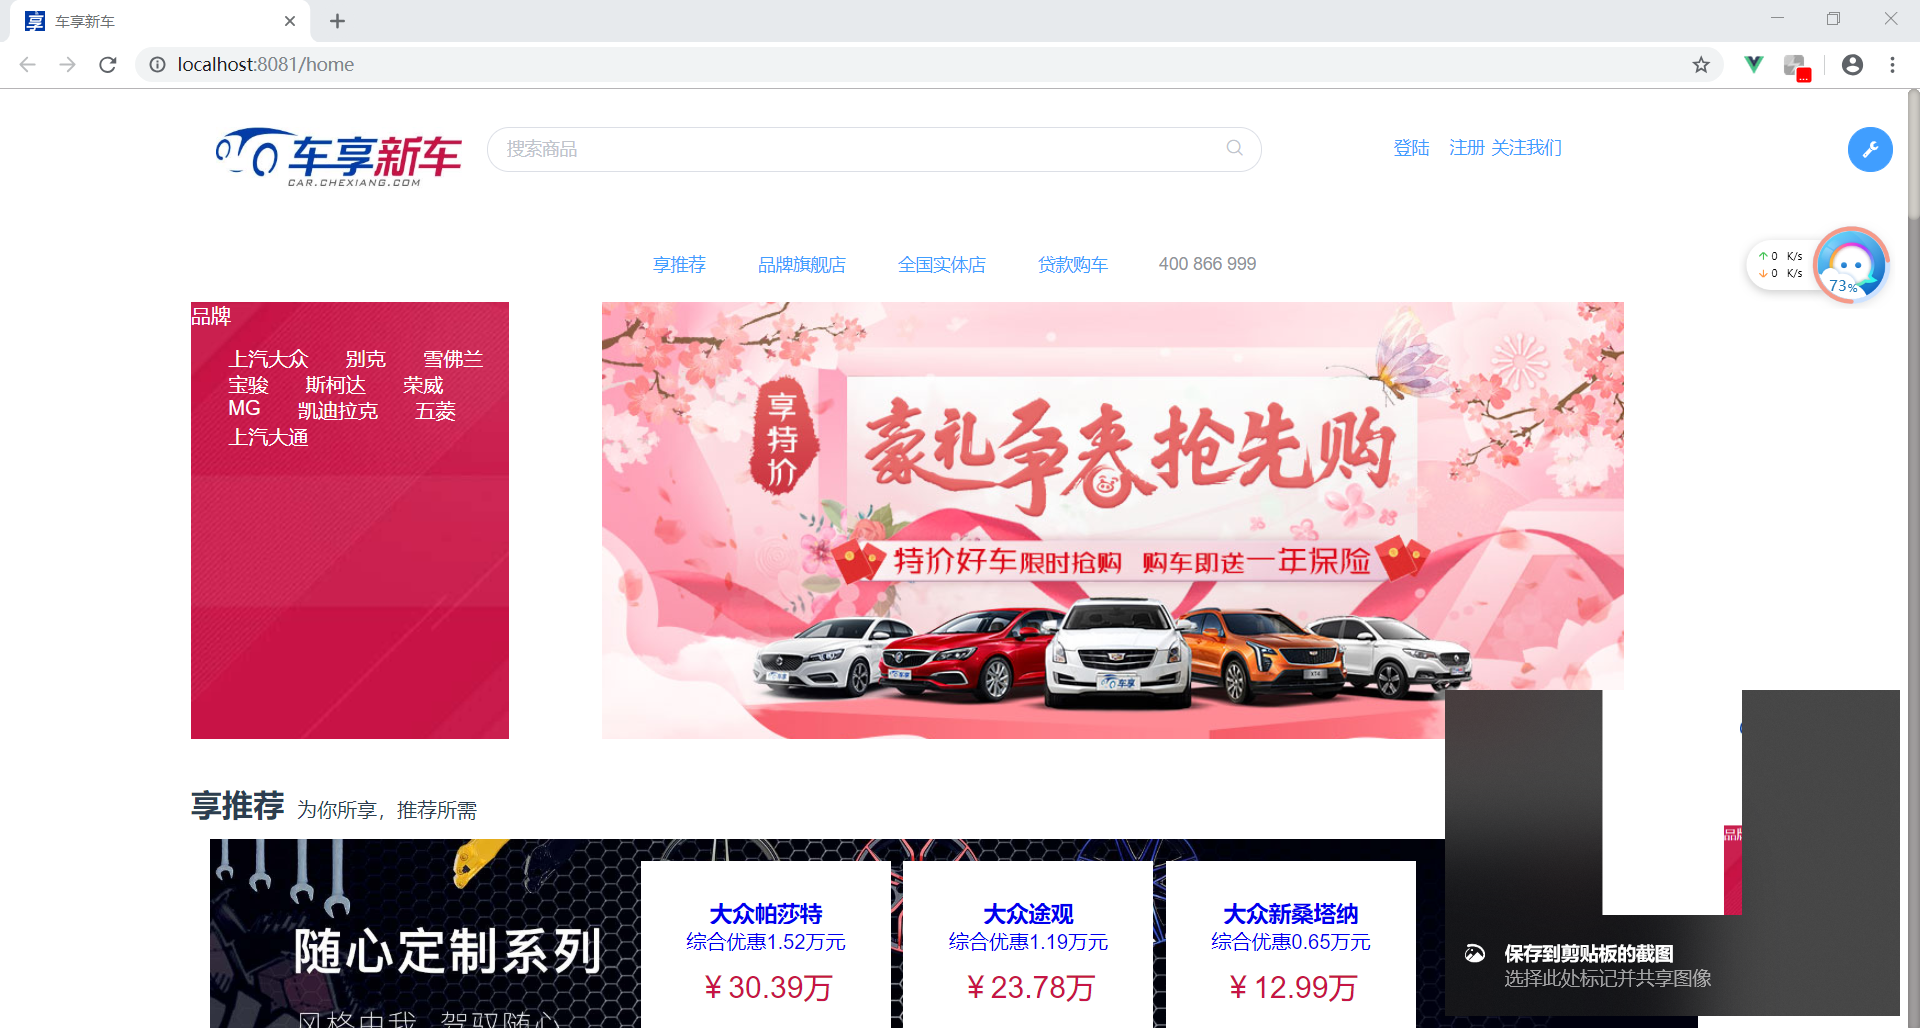 享 车享新车
localhost:8081/home
车享新车
CAR.CHEXIANG.COM
搜索商品
登陆 注册 关注我们
享推荐 品牌旗舰店 全国实体店 贷款购车 400 866 999
0 K/s
0 K/s
73%
品牌
上汽大众 别克 雪佛兰
宝骏 斯柯达 荣威
MG 凯迪拉克 五菱
上汽大通
享特价
豪礼争春抢先购
特价好车限时抢购 购车即送一年保险
车享
XT4
享推荐 为你所享，推荐所需
随心定制系列
风格由我 驾驭随心
大众帕莎特
综合优惠1.52万元
￥30.39万
大众途观
综合优惠1.19万元
￥23.78万
大众新桑塔纳
综合优惠0.65万元
￥12.99万
品牌
保存到剪贴板的截图
选择此处标记并共享图像